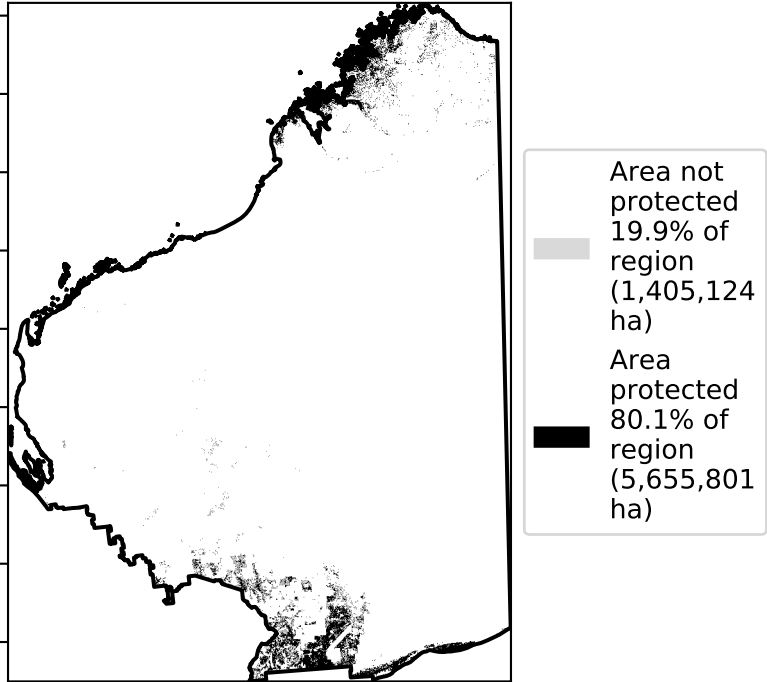 Area not
protected
19.9% of
region
(1,405,124
ha)
Area
protected
80.1% of
region
(5,655,801
ha)